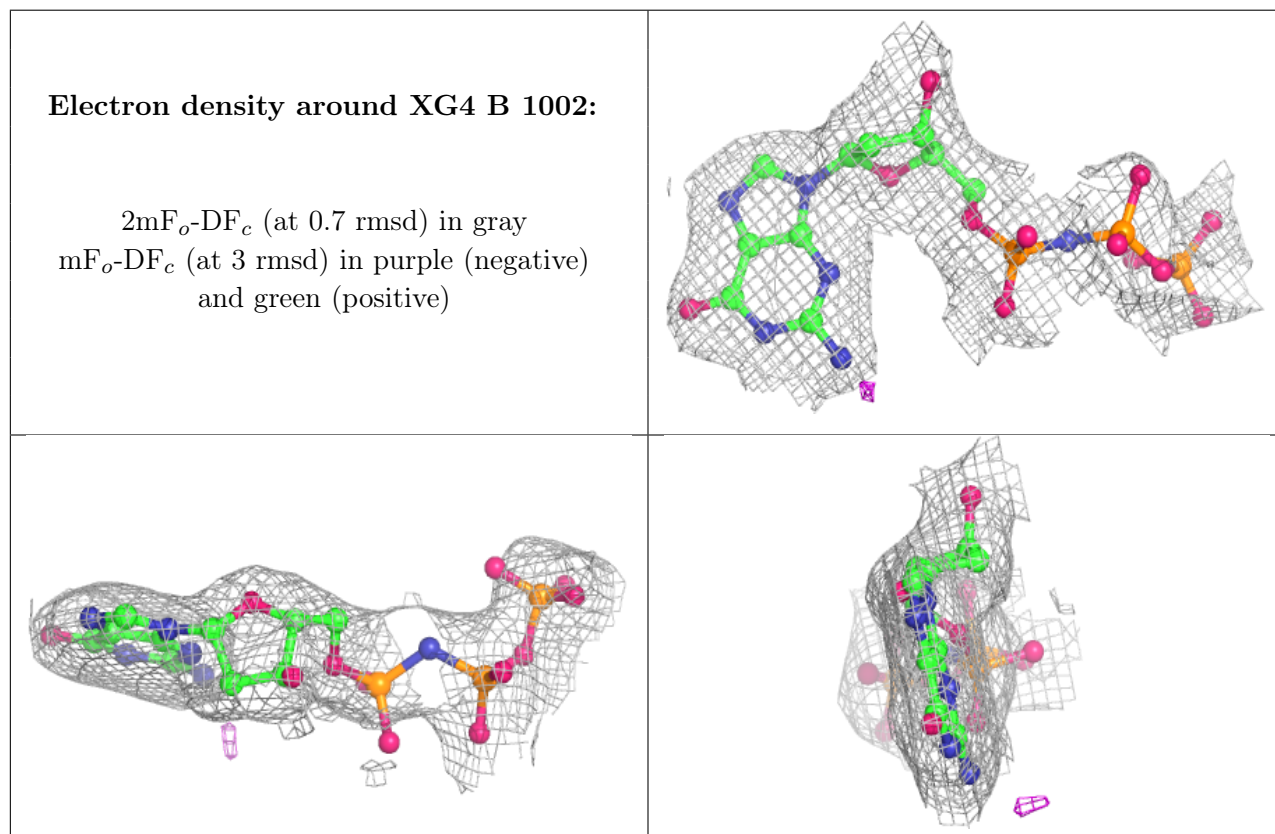 Electron density around XG4 B 1002:
2mFo-DFc (at 0.7 rmsd) in gray
mFo-DFc (at 3 rmsd) in purple (negative)
and green (positive)